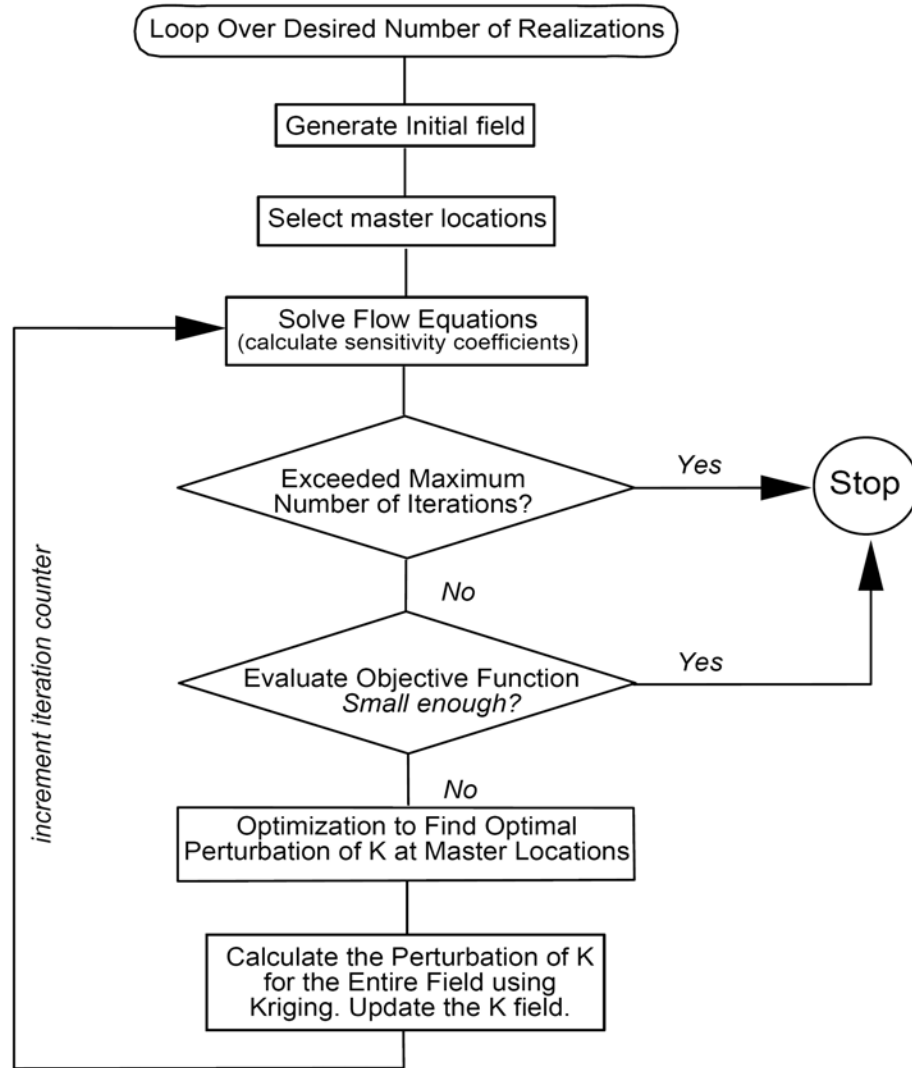 Loop Over Desired Number of Realizations
Generate Initial field
Select master locations
Solve Flow Equations
(calculate sensitivity coefficients)
Exceeded Maximum
Number of Iterations?
Yes
Stop
No
Evaluate Objective Function
Small enough?
Yes
No
Optimization to Find Optimal
Perturbation of K at Master Locations
Calculate the Perturbation of K
for the Entire Field using
Kriging. Update the K field.
increment iteration counter